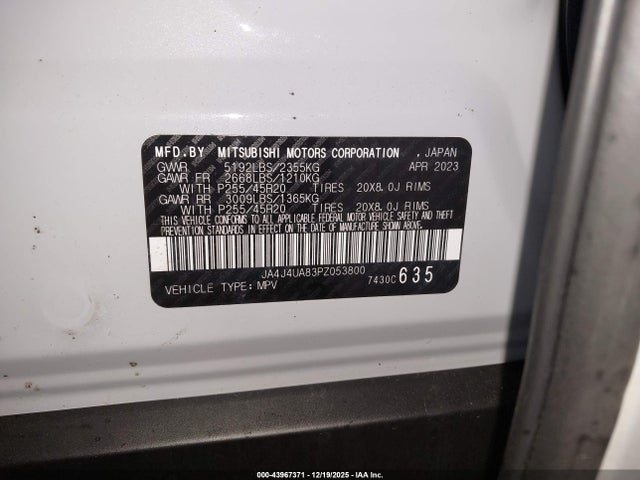 MFD.BY MITSUBISHI MOTORS CORPORATION , JAPAN
GVWR 5192LBS/2355KG APR 2023
GAWR FR 2668LBS/1210KG
WITH P255/45R20 TIRES 20X8.0J RIMS
GAWR RR 3009LBS/1365KG
WITH P255/45R20 TIRES 20X8.0J RIMS
THIS VEHICLE CONFORMS TO ALL APPLICABLE FEDERAL MOTOR VEHICLE SAFETY AND THEFT
PREVENTION STANDARDS IN EFFECT ON THE DATE OF MANUFACTURE SHOWN ABOVE.
JA4J4UA83PZ053800
VEHICLE TYPE: MPV 7430C 635
000-43967371 - 12/19/2025 - IAAI.COM